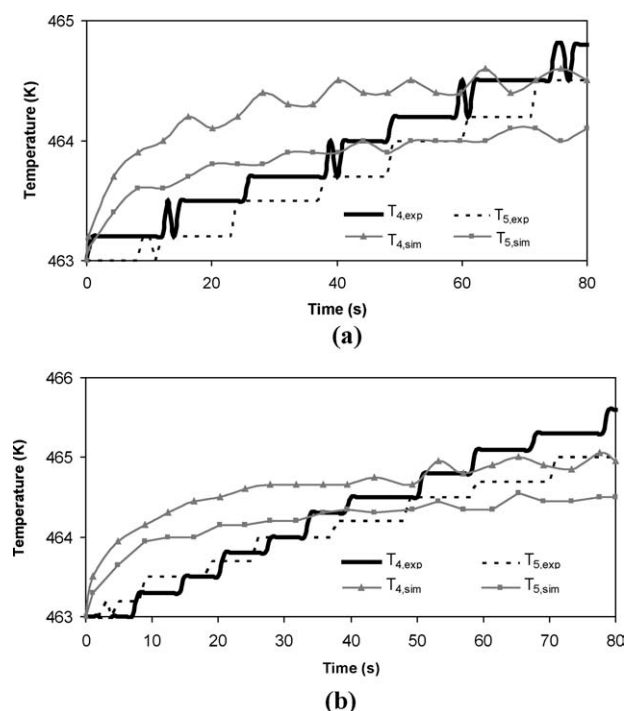 465
464
463
Temperature (K)
T4,exp
T5,exp
T4,sim
T5,sim
0 20 40 60 80
Time (s)
(a)
466
465
464
463
Temperature (K)
T4,exp
T5,exp
T4,sim
T5,sim
0 10 20 30 40 50 60 70 80
Time (s)
(b)